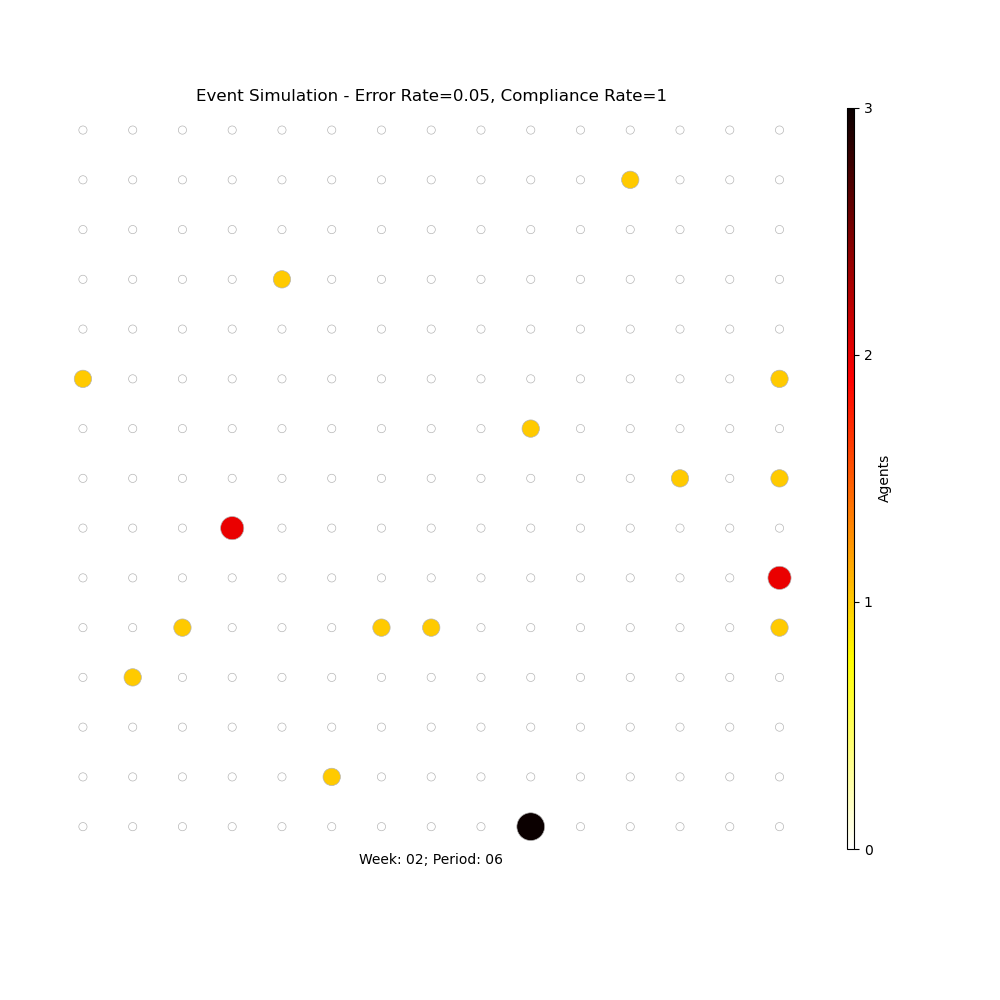 Event Simulation - Error Rate=0.05, Compliance Rate=1
3
2
Agents
1
0
Week: 02; Period: 06